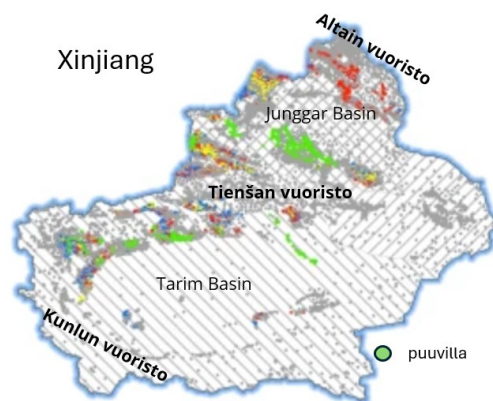 Altain vuoristo
Xinjiang
Junggar Basin
Tienšan vuoristo
Tarim Basin
Kunlun vuoristo
puuvilla